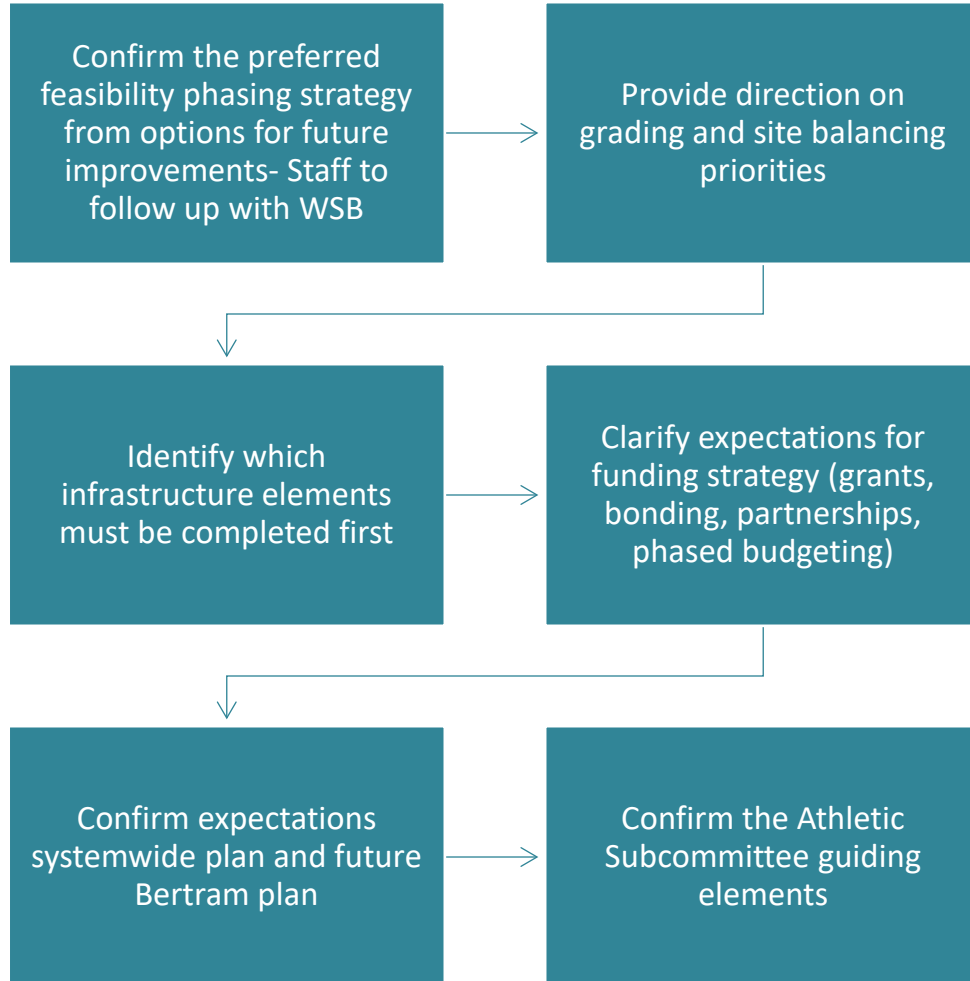 Confirm the preferred
feasibility phasing strategy
from options for future
improvements- Staff to
follow up with WSB
Provide direction on
grading and site balancing
priorities
Identify which
infrastructure elements
must be completed first
Clarify expectations for
funding strategy (grants,
bonding, partnerships,
phased budgeting)
Confirm expectations
systemwide plan and future
Bertram plan
Confirm the Athletic
Subcommittee guiding
elements